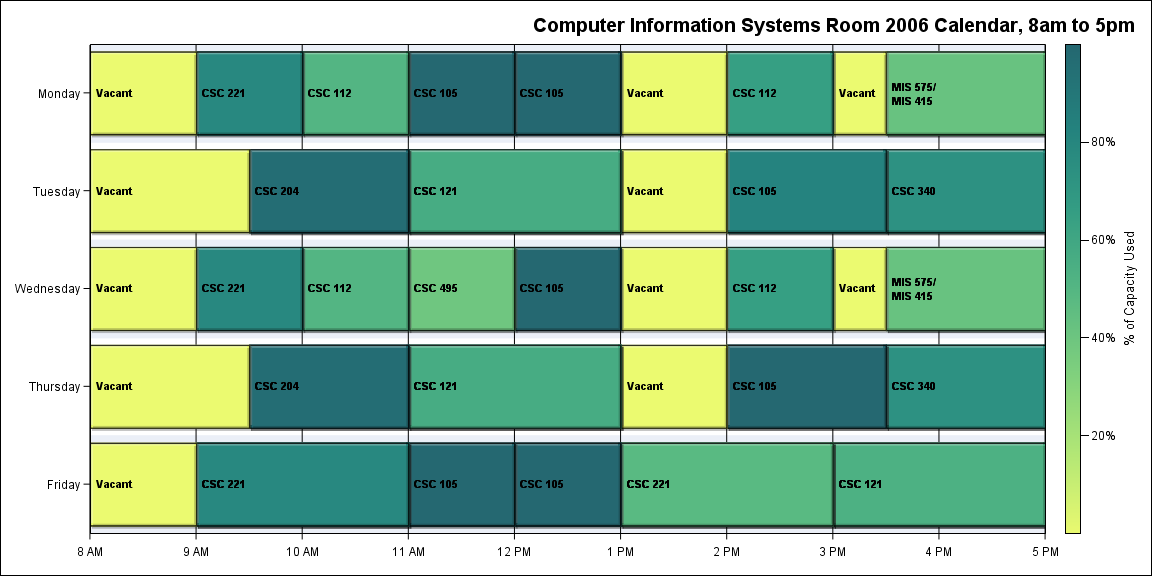 Computer Information Systems Room 2006 Calendar, 8am to 5pm
Monday
Vacant
CSC 221
CSC 112
CSC 105
CSC 105
Vacant
CSC 112
Vacant
MIS 575/
MIS 415
Tuesday
Vacant
CSC 204
CSC 121
Vacant
CSC 105
CSC 340
Wednesday
Vacant
CSC 221
CSC 112
CSC 495
CSC 105
Vacant
CSC 112
Vacant
MIS 575/
MIS 415
Thursday
Vacant
CSC 204
CSC 121
Vacant
CSC 105
CSC 340
Friday
Vacant
CSC 221
CSC 105
CSC 105
CSC 221
CSC 121
8 AM
9 AM
10 AM
11 AM
12 PM
1 PM
2 PM
3 PM
4 PM
5 PM
80%
60%
40%
20%
% of Capacity Used